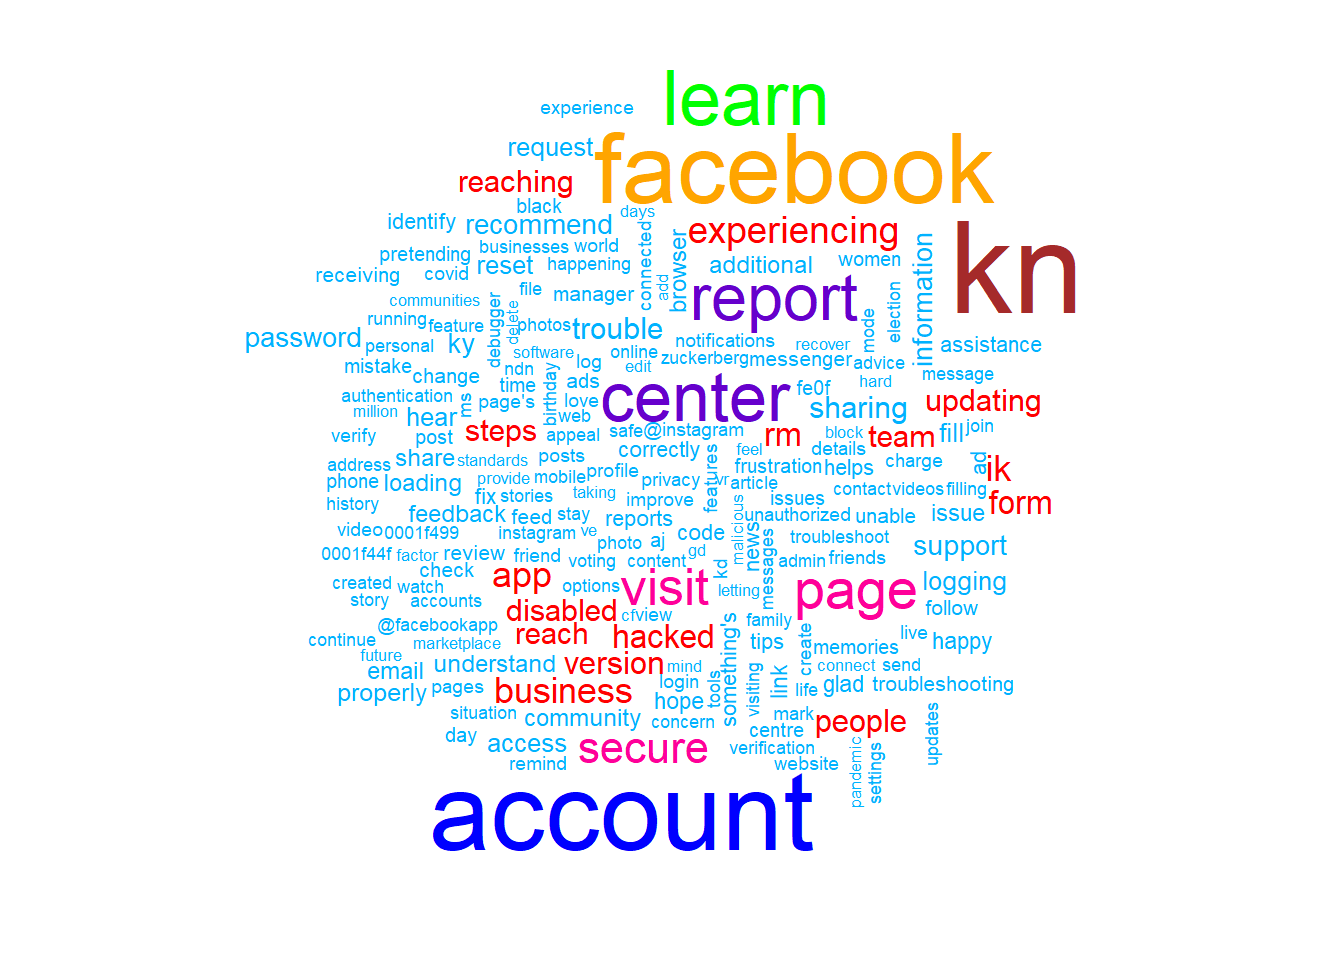 learn
experience
facebook
request
reaching
black
days
identify
recommend
connected
experiencing
kn
pretending
businesses
world
browser
information
receiving
covid
reset
happening
add
additional
women
communities
file
manager
report
election
running
feature
debugger
delete
photos
trouble
notifications
recover
mode
assistance
password
personal
ky
software
log
online
zuckerberg
messenger
advice
mistake
change
ndn
time
birthday
ads
edit
center
fe0f
hard
message
authentication
ms
page's
love
web
sharing
updating
million
hear
verify
post
steps
appeal
safe
@instagram
rm
block
team
fill
join
address
share
standards
posts
correctly
feel
details
ad
phone
loading
provide
mobile
profile
privacy
features
vr
article
frustration
helps
charge
ik
history
fix
stories
taking
improve
issues
contact
videos
filling
form
video
0001f499
feedback
feed
stay
reports
malicious
unauthorized
unable
issue
instagram
ve
photo
aj
code
news
troubleshoot
support
0001f44f
factor
review
friend
voting
content
gd
kd
messages
admin
friends
created
watch
check
app
options
visit
letting
page
logging
story
accounts
disabled
cfview
family
follow
@facebookapp
continue
marketplace
reach
hacked
something's
tips
create
memories
live
happy
future
email
understand
version
mind
connect
send
properly
pages
business
login
tools
visiting
link
life
glad
troubleshooting
situation
community
hope
concern
mark
people
updates
day
access
secure
centre
verification
remind
website
pandemic
settings
account